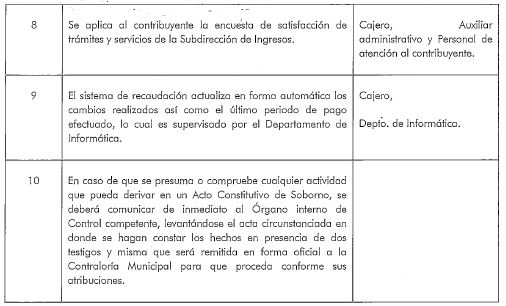 8
Se aplica al contribuyente la encuesta de satisfacción de
trámites y servicios de la Subdirección de Ingresos.
Cajero, Auxiliar
administrativo y Personal de
atención al contribuyente.
9
El sistema de recaudación actualiza en forma automática los
cambios realizados así como el último periodo de pago
efectuado, lo cual es supervisado por el Departamento de
Informática.
Cajero,
Depto. de Informática.
10
En caso de que se presuma o compruebe cualquier actividad
que pueda derivar en un Acto Constitutivo de Soborno, se
deberá comunicar de inmediato al Órgano interno de
Control competente, levantándose el acta circunstanciada en
donde se hagan constar los hechos en presencia de dos
testigos y misma que será remitida en forma oficial a la
Contraloría Municipal para que proceda conforme sus
atribuciones.